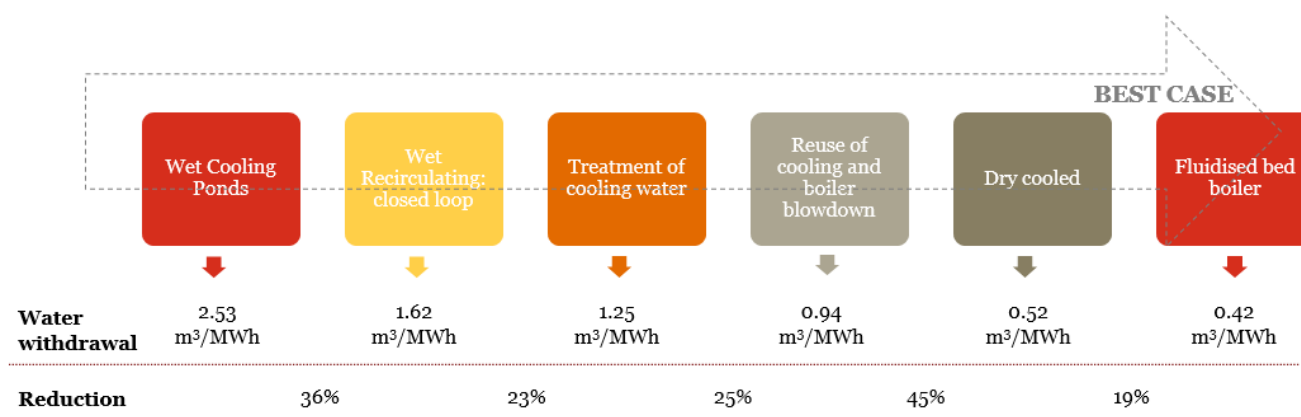 BEST CASE
Wet Cooling
Ponds
Wet
Recirculating:
closed loop
Treatment of
cooling water
Reuse of
cooling and
boiler
blowdown
Dry cooled
Fluidised bed
boiler
Water
withdrawal
2.53
m³/MWh
1.62
m³/MWh
1.25
m³/MWh
0.94
m³/MWh
0.52
m³/MWh
0.42
m³/MWh
Reduction 36% 23% 25% 45% 19%